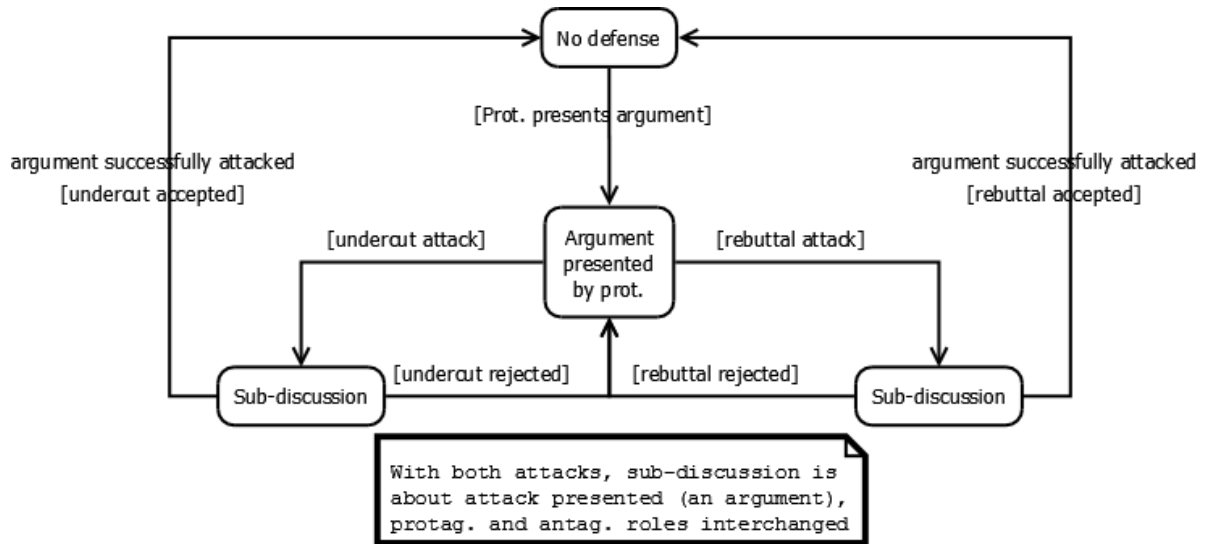 No defense
[Prot. presents argument]
argument successfully attacked
[undercut accepted]
argument successfully attacked
[rebuttal accepted]
[undercut attack]
Argument
presented
by prot.
[rebuttal attack]
Sub-discussion
[undercut rejected]
[rebuttal rejected]
Sub-discussion
With both attacks, sub-discussion is
about attack presented (an argument),
protag. and antag. roles interchanged